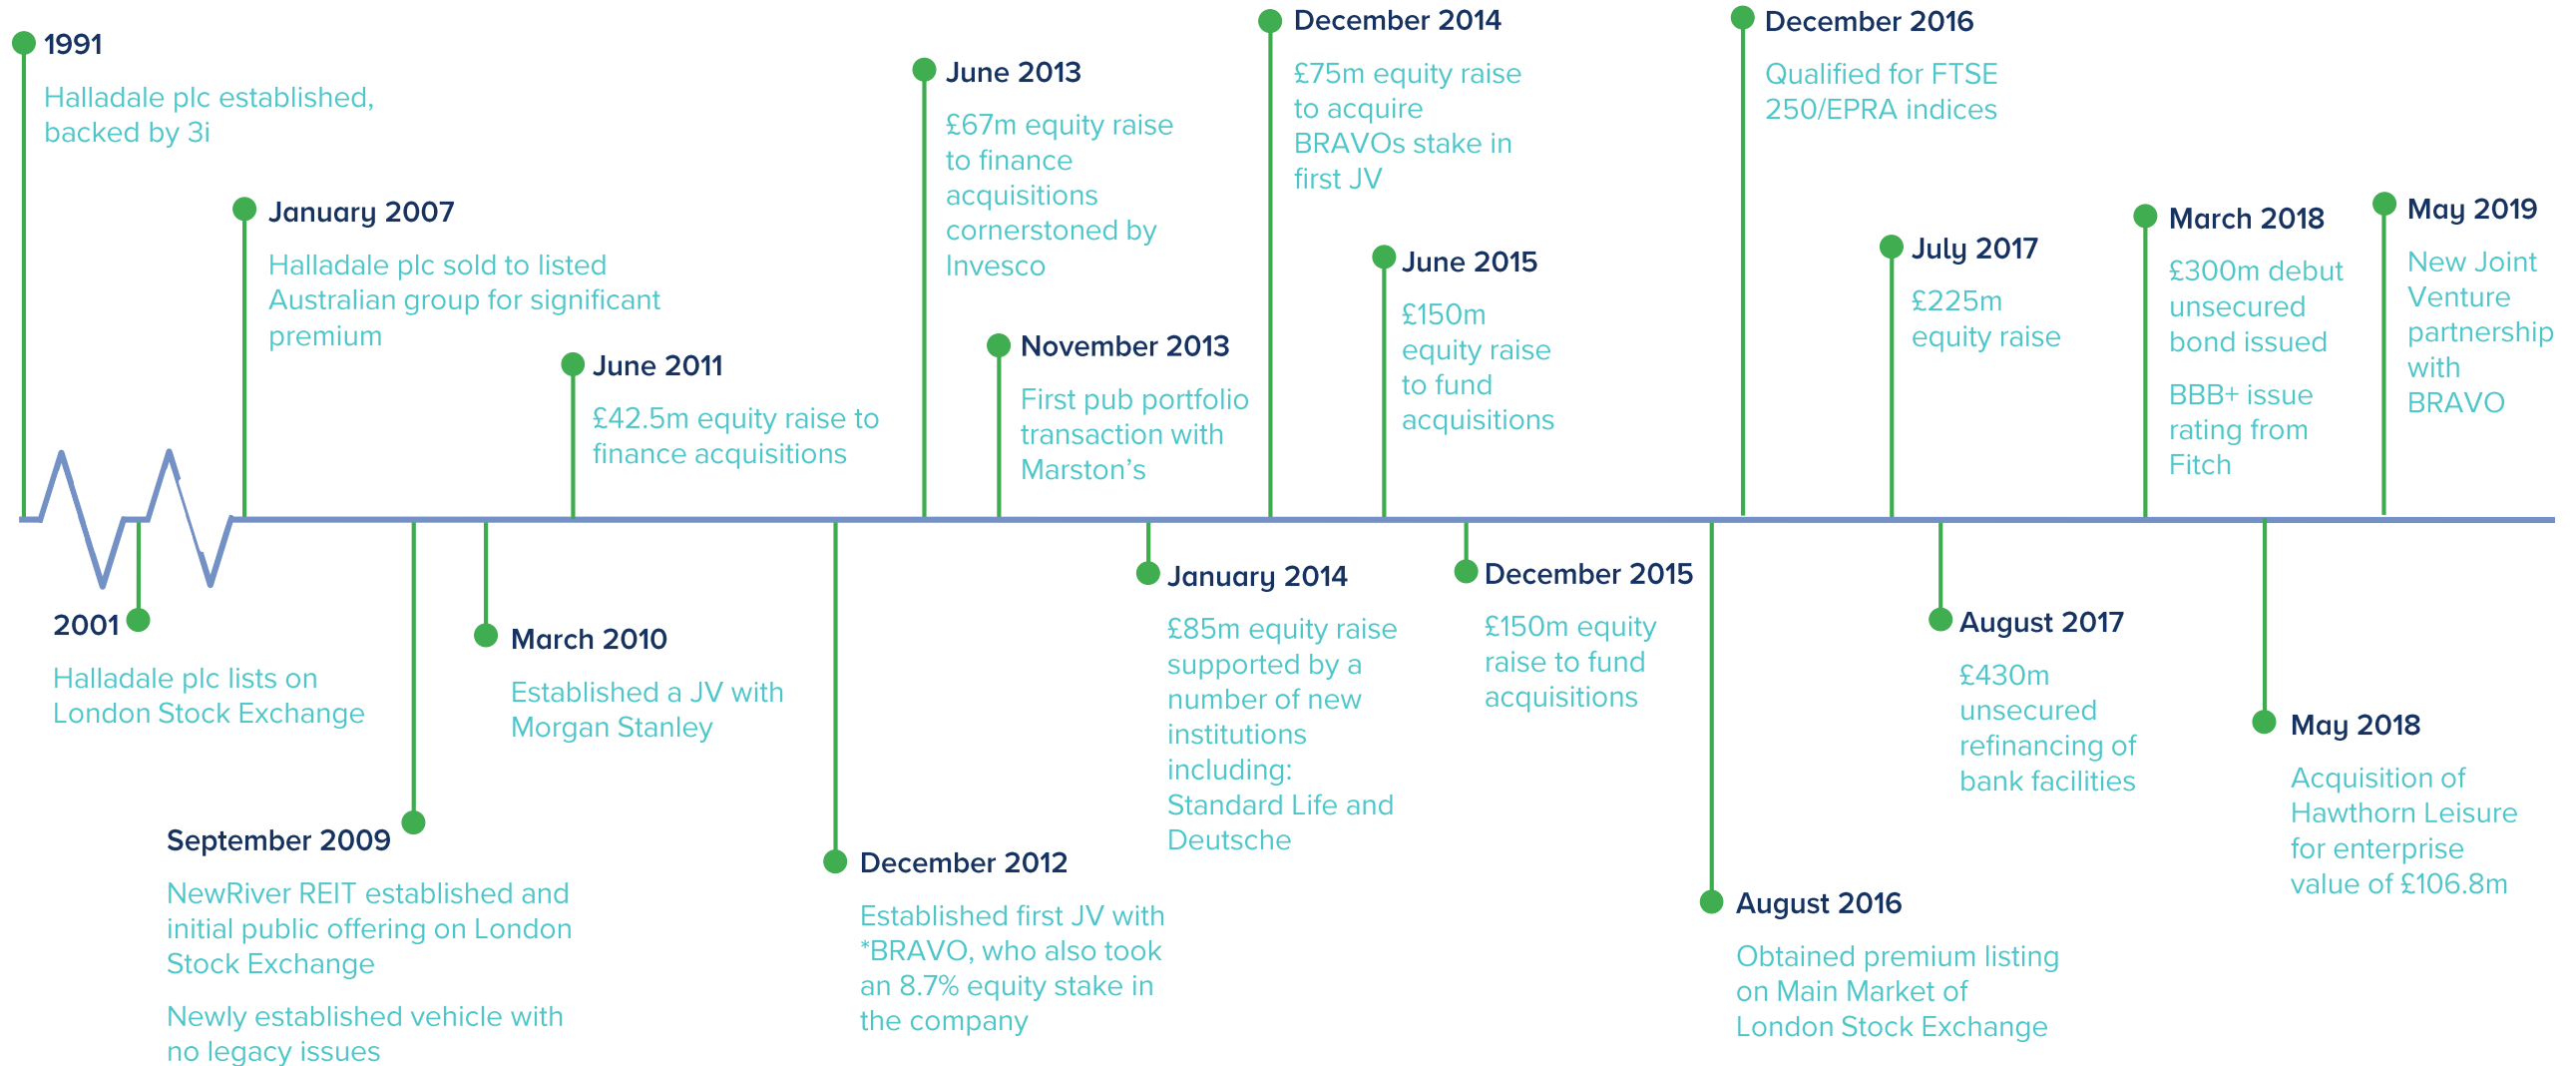 1991
Halladale plc established,
backed by 3i
2001
Halladale plc lists on
London Stock Exchange
January 2007
Halladale plc sold to listed
Australian group for significant
premium
September 2009
NewRiver REIT established and
initial public offering on London
Stock Exchange
Newly established vehicle with
no legacy issues
March 2010
Established a JV with
Morgan Stanley
June 2011
£42.5m equity raise to
finance acquisitions
December 2012
Established first JV with
*BRAVO, who also took
an 8.7% equity stake in
the company
June 2013
£67m equity raise
to finance
acquisitions
cornerstoned by
Invesco
November 2013
First pub portfolio
transaction with
Marston’s
January 2014
£85m equity raise
supported by a
number of new
institutions
including:
Standard Life and
Deutsche
December 2014
£75m equity raise
to acquire
BRAVOs stake in
first JV
June 2015
£150m
equity raise
to fund
acquisitions
December 2015
£150m equity
raise to fund
acquisitions
August 2016
Obtained premium listing
on Main Market of
London Stock Exchange
December 2016
Qualified for FTSE
250/EPRA indices
July 2017
£225m
equity raise
August 2017
£430m
unsecured
refinancing of
bank facilities
March 2018
£300m debut
unsecured
bond issued
BBB+ issue
rating from
Fitch
May 2018
Acquisition of
Hawthorn Leisure
for enterprise
value of £106.8m
May 2019
New Joint
Venture
partnership
with
BRAVO